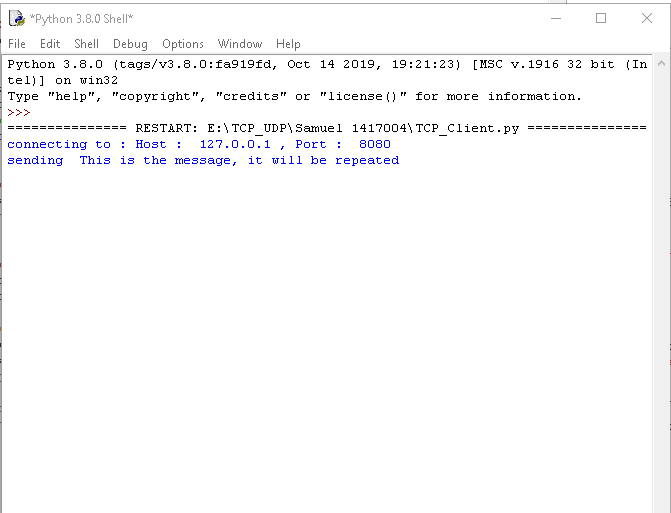 *Python 3.8.0 Shell*
File Edit Shell Debug Options Window Help
Python 3.8.0 (tags/v3.8.0:fa919fd, Oct 14 2019, 19:21:23) [MSC v.1916 32 bit (In
tel)] on win32
Type "help", "copyright", "credits" or "license()" for more information.
>>>
=============== RESTART: E:\TCP_UDP\Samuel 1417004\TCP_Client.py ===============
connecting to : Host :  127.0.0.1 , Port :  8080
sending  This is the message, it will be repeated